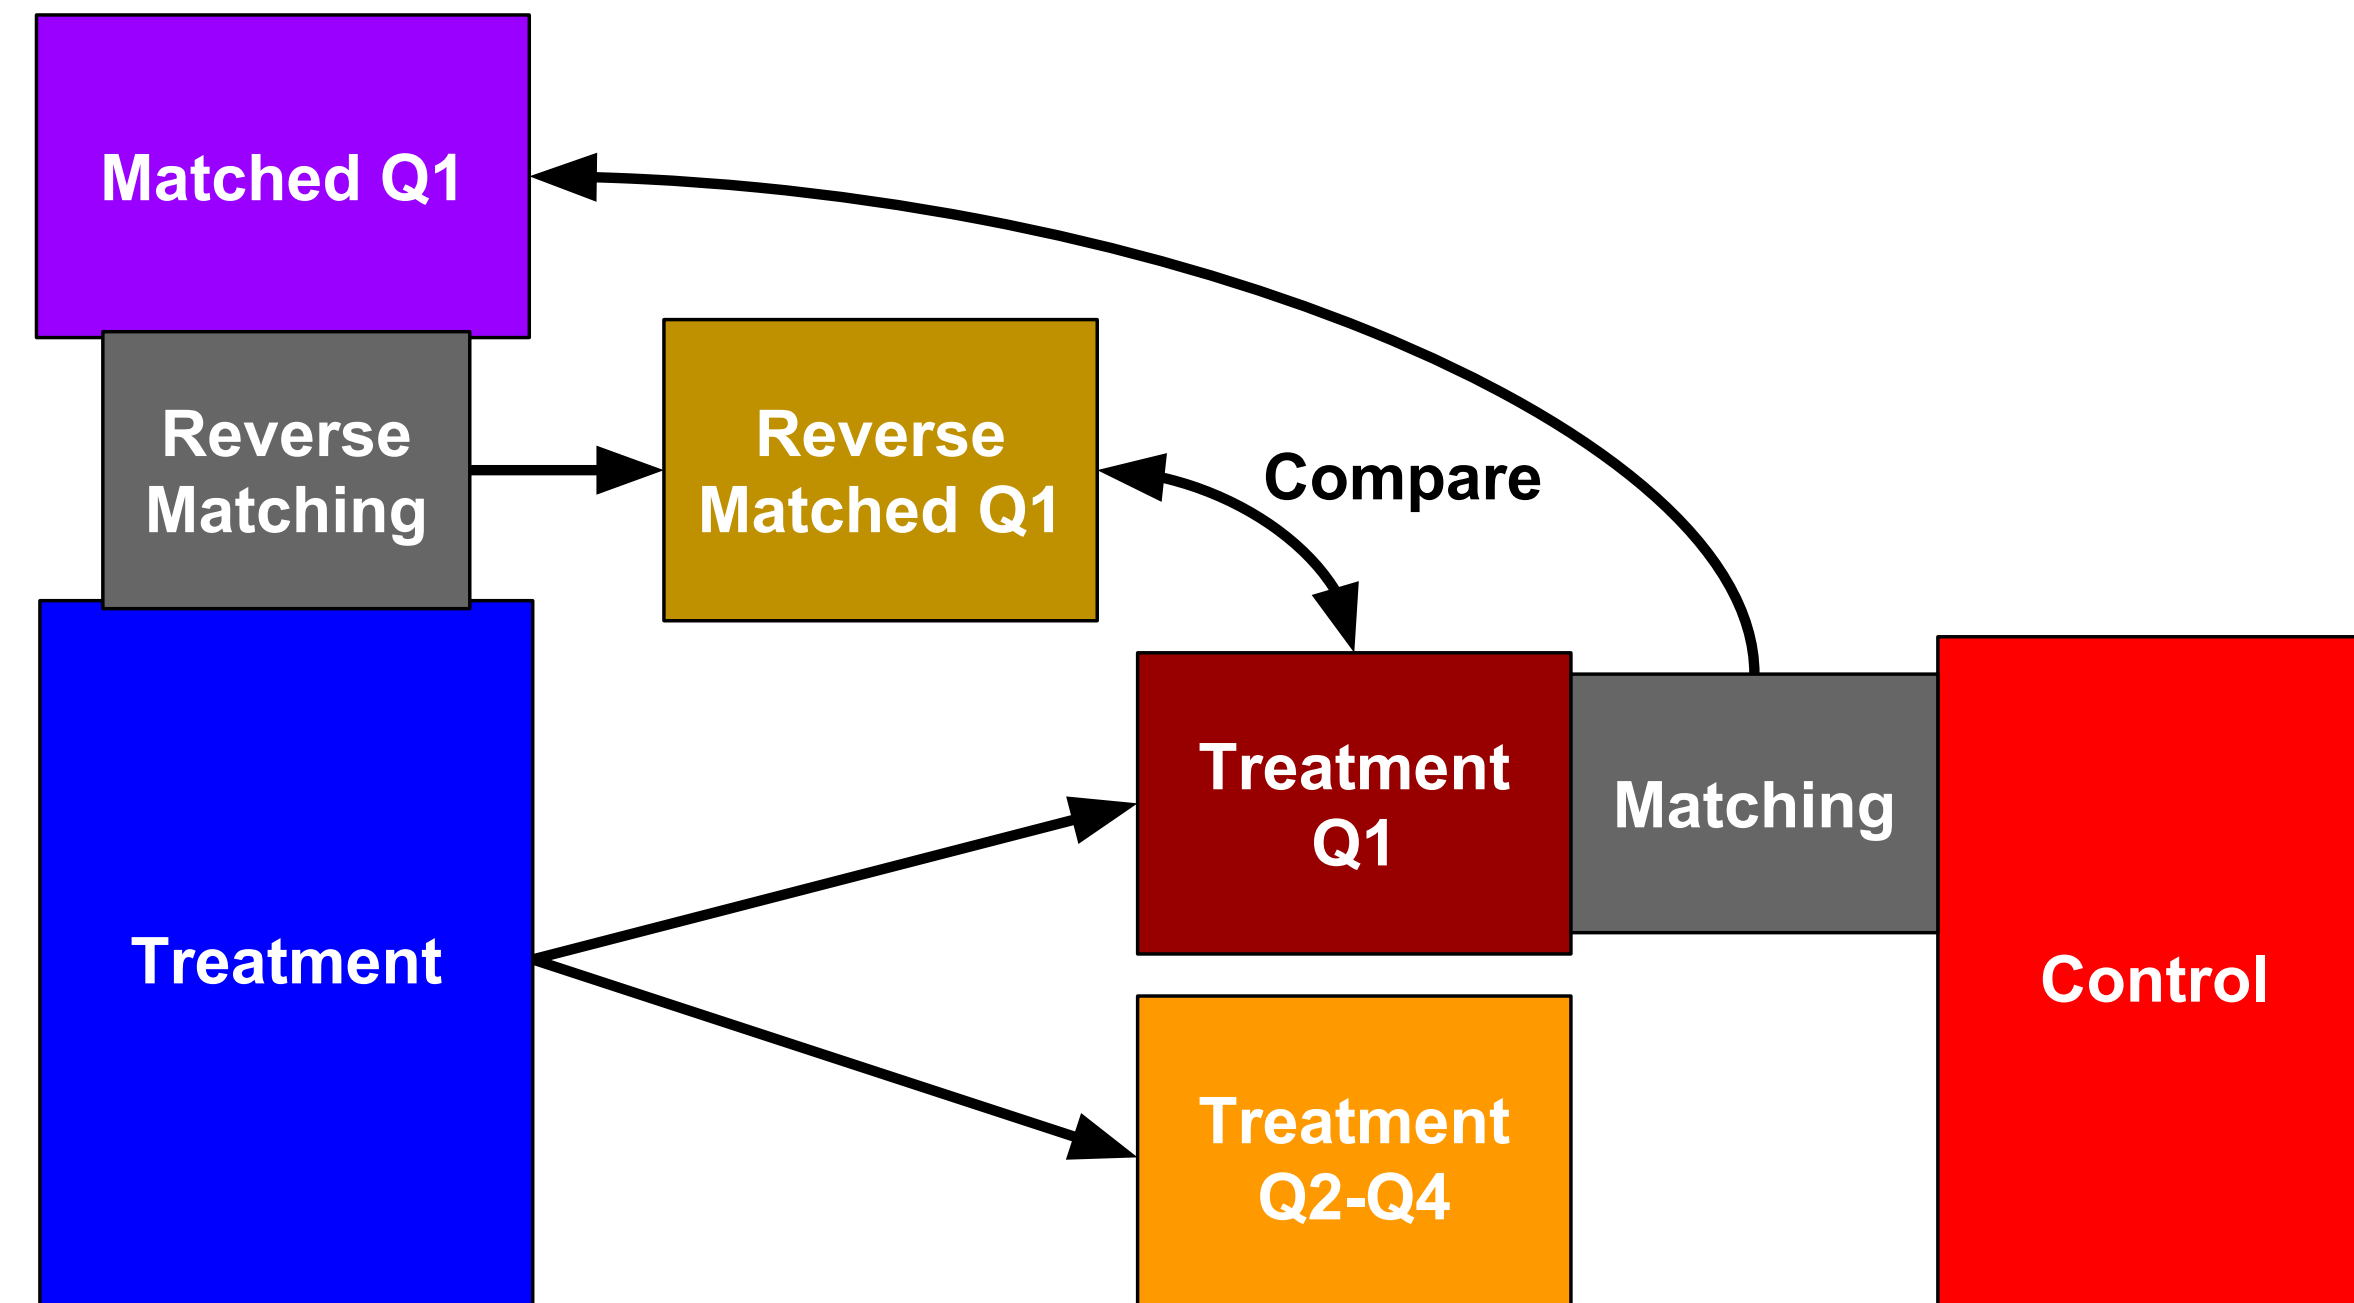 Matched Q1
Reverse
Matching
Reverse
Matched Q1
Compare
Treatment
Q1
Matching
Treatment
Control
Treatment
Q2-Q4